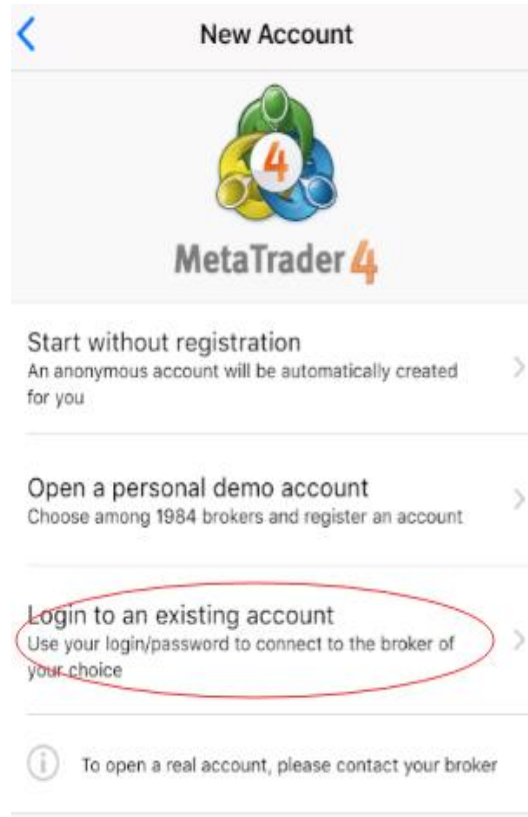 New Account
4
MetaTrader 4
Start without registration
An anonymous account will be automatically created
for you
Open a personal demo account
Choose among 1984 brokers and register an account
Login to an existing account
Use your login/password to connect to the broker of
your choice
To open a real account, please contact your broker